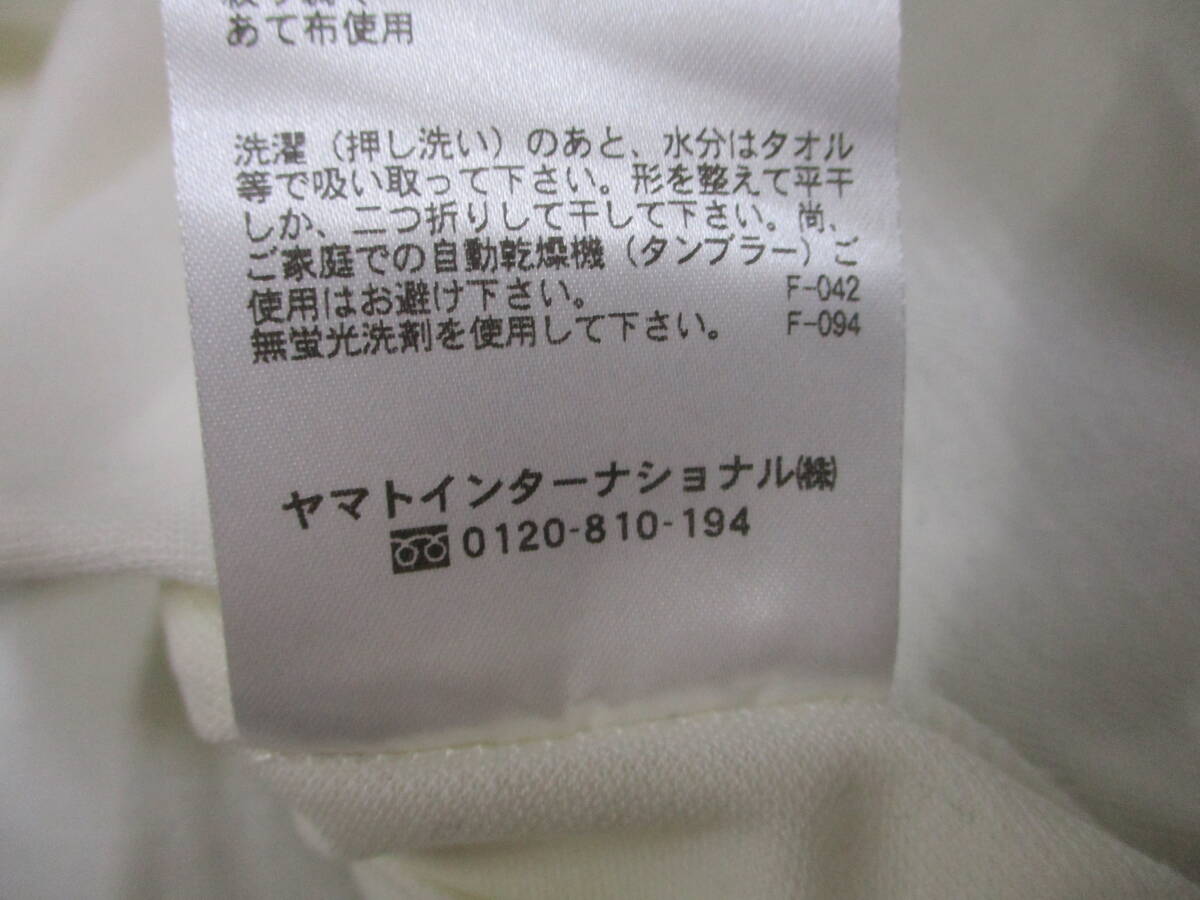 あて布使用
洗濯（押し洗い）のあと、水分はタオル
等で吸い取って下さい。形を整えて平干
しか、二つ折りして干して下さい。尚、
ご家庭での自動乾燥機（タンブラー）ご
使用はお避け下さい。 F-042
無蛍光洗剤を使用して下さい。 F-094
ヤマトインターナショナル㈱
0120-810-194